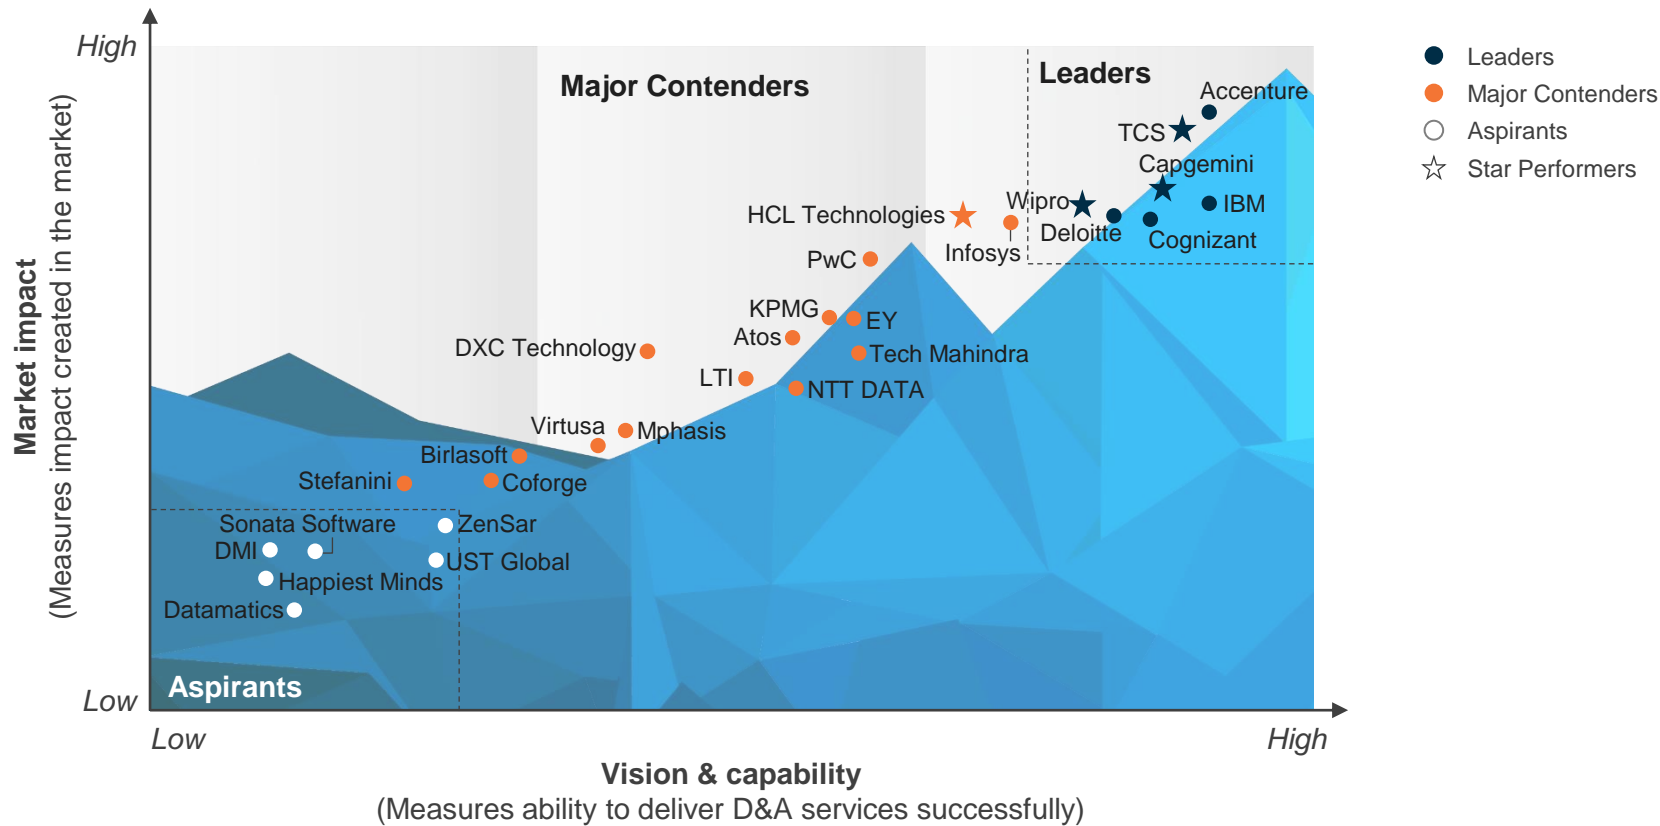 High
Major Contenders
Leaders
Accenture
TCS
Capgemini
Wipro
IBM
HCL Technologies
Deloitte
Cognizant
Infosys
PwC
KPMG
EY
Atos
DXC Technology
Tech Mahindra
LTI
NTT DATA
Virtusa
Mphasis
Birlasoft
Stefanini
Coforge
Sonata Software
ZenSar
DMI
UST Global
Happiest Minds
Datamatics
Aspirants
Low
Low
High
Market impact
(Measures impact created in the market)
Vision & capability
(Measures ability to deliver D&A services successfully)
Leaders
Major Contenders
Aspirants
Star Performers